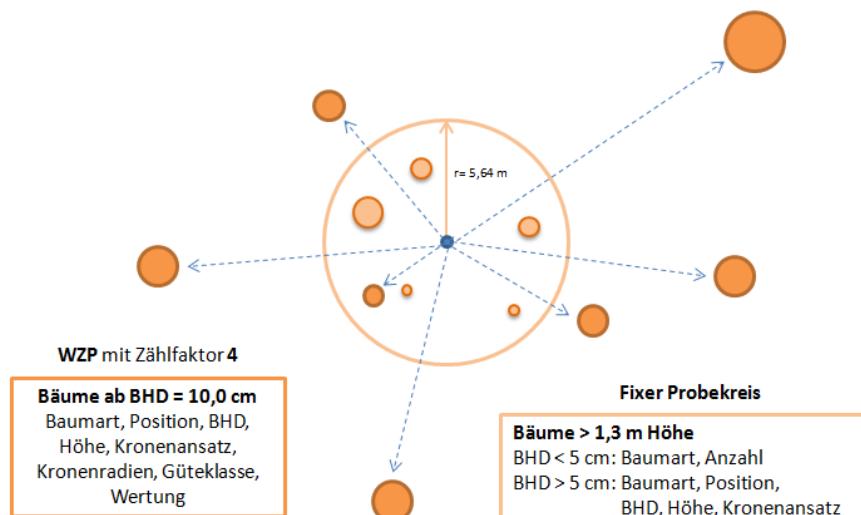 r= 5,64 m
WZP mit Zählfaktor 4
Bäume ab BHD = 10,0 cm
Baumart, Position, BHD,
Höhe, Kronenansatz,
Kronenradien, Güteklasse,
Wertung
Fixer Probekreis
Bäume > 1,3 m Höhe
BHD < 5 cm: Baumart, Anzahl
BHD > 5 cm: Baumart, Position,
BHD, Höhe, Kronenansatz